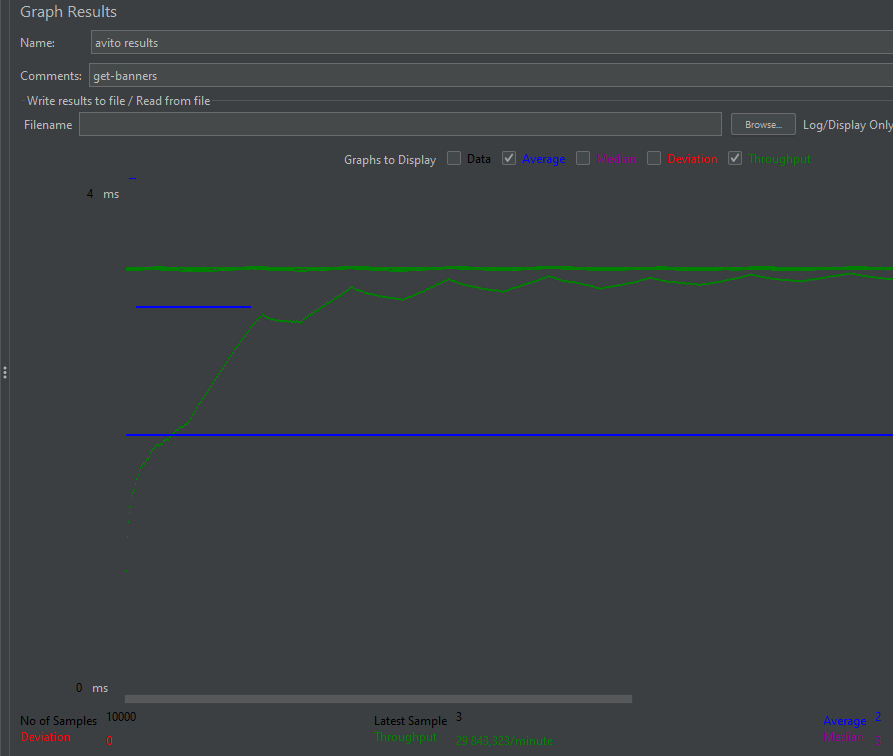 Graph Results
Name: avito results
Comments: get-banners
Write results to file / Read from file
Filename Browse... Log/Display Only
Graphs to Display Data Average Median Deviation Throughput
4 ms
0 ms
No of Samples 10000 Latest Sample 3 Average 2
Deviation 0 Throughput 29 843,323/minute Median 3